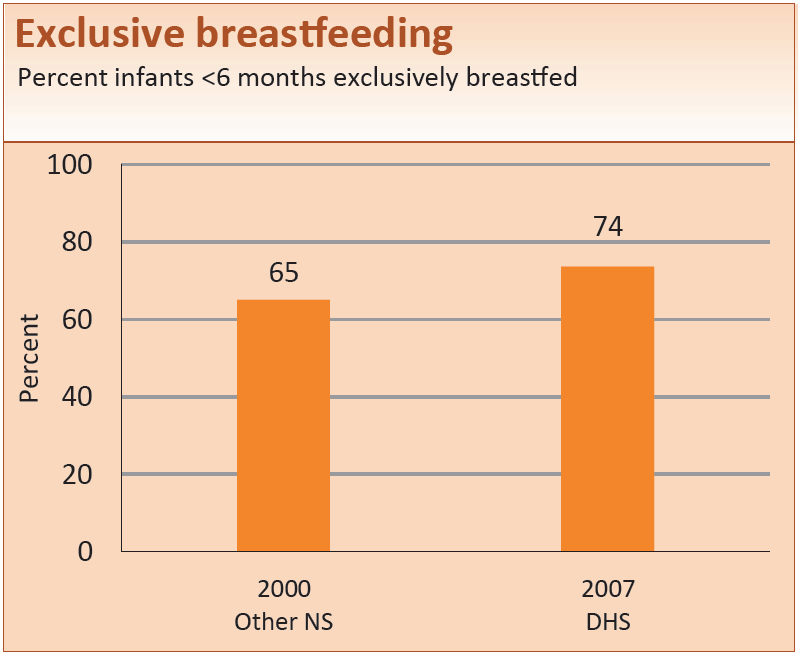 Exclusive breastfeeding
Percent infants <6 months exclusively breastfed
100
80
60
40
20
0
Percent
65
74
2000
Other NS
2007
DHS